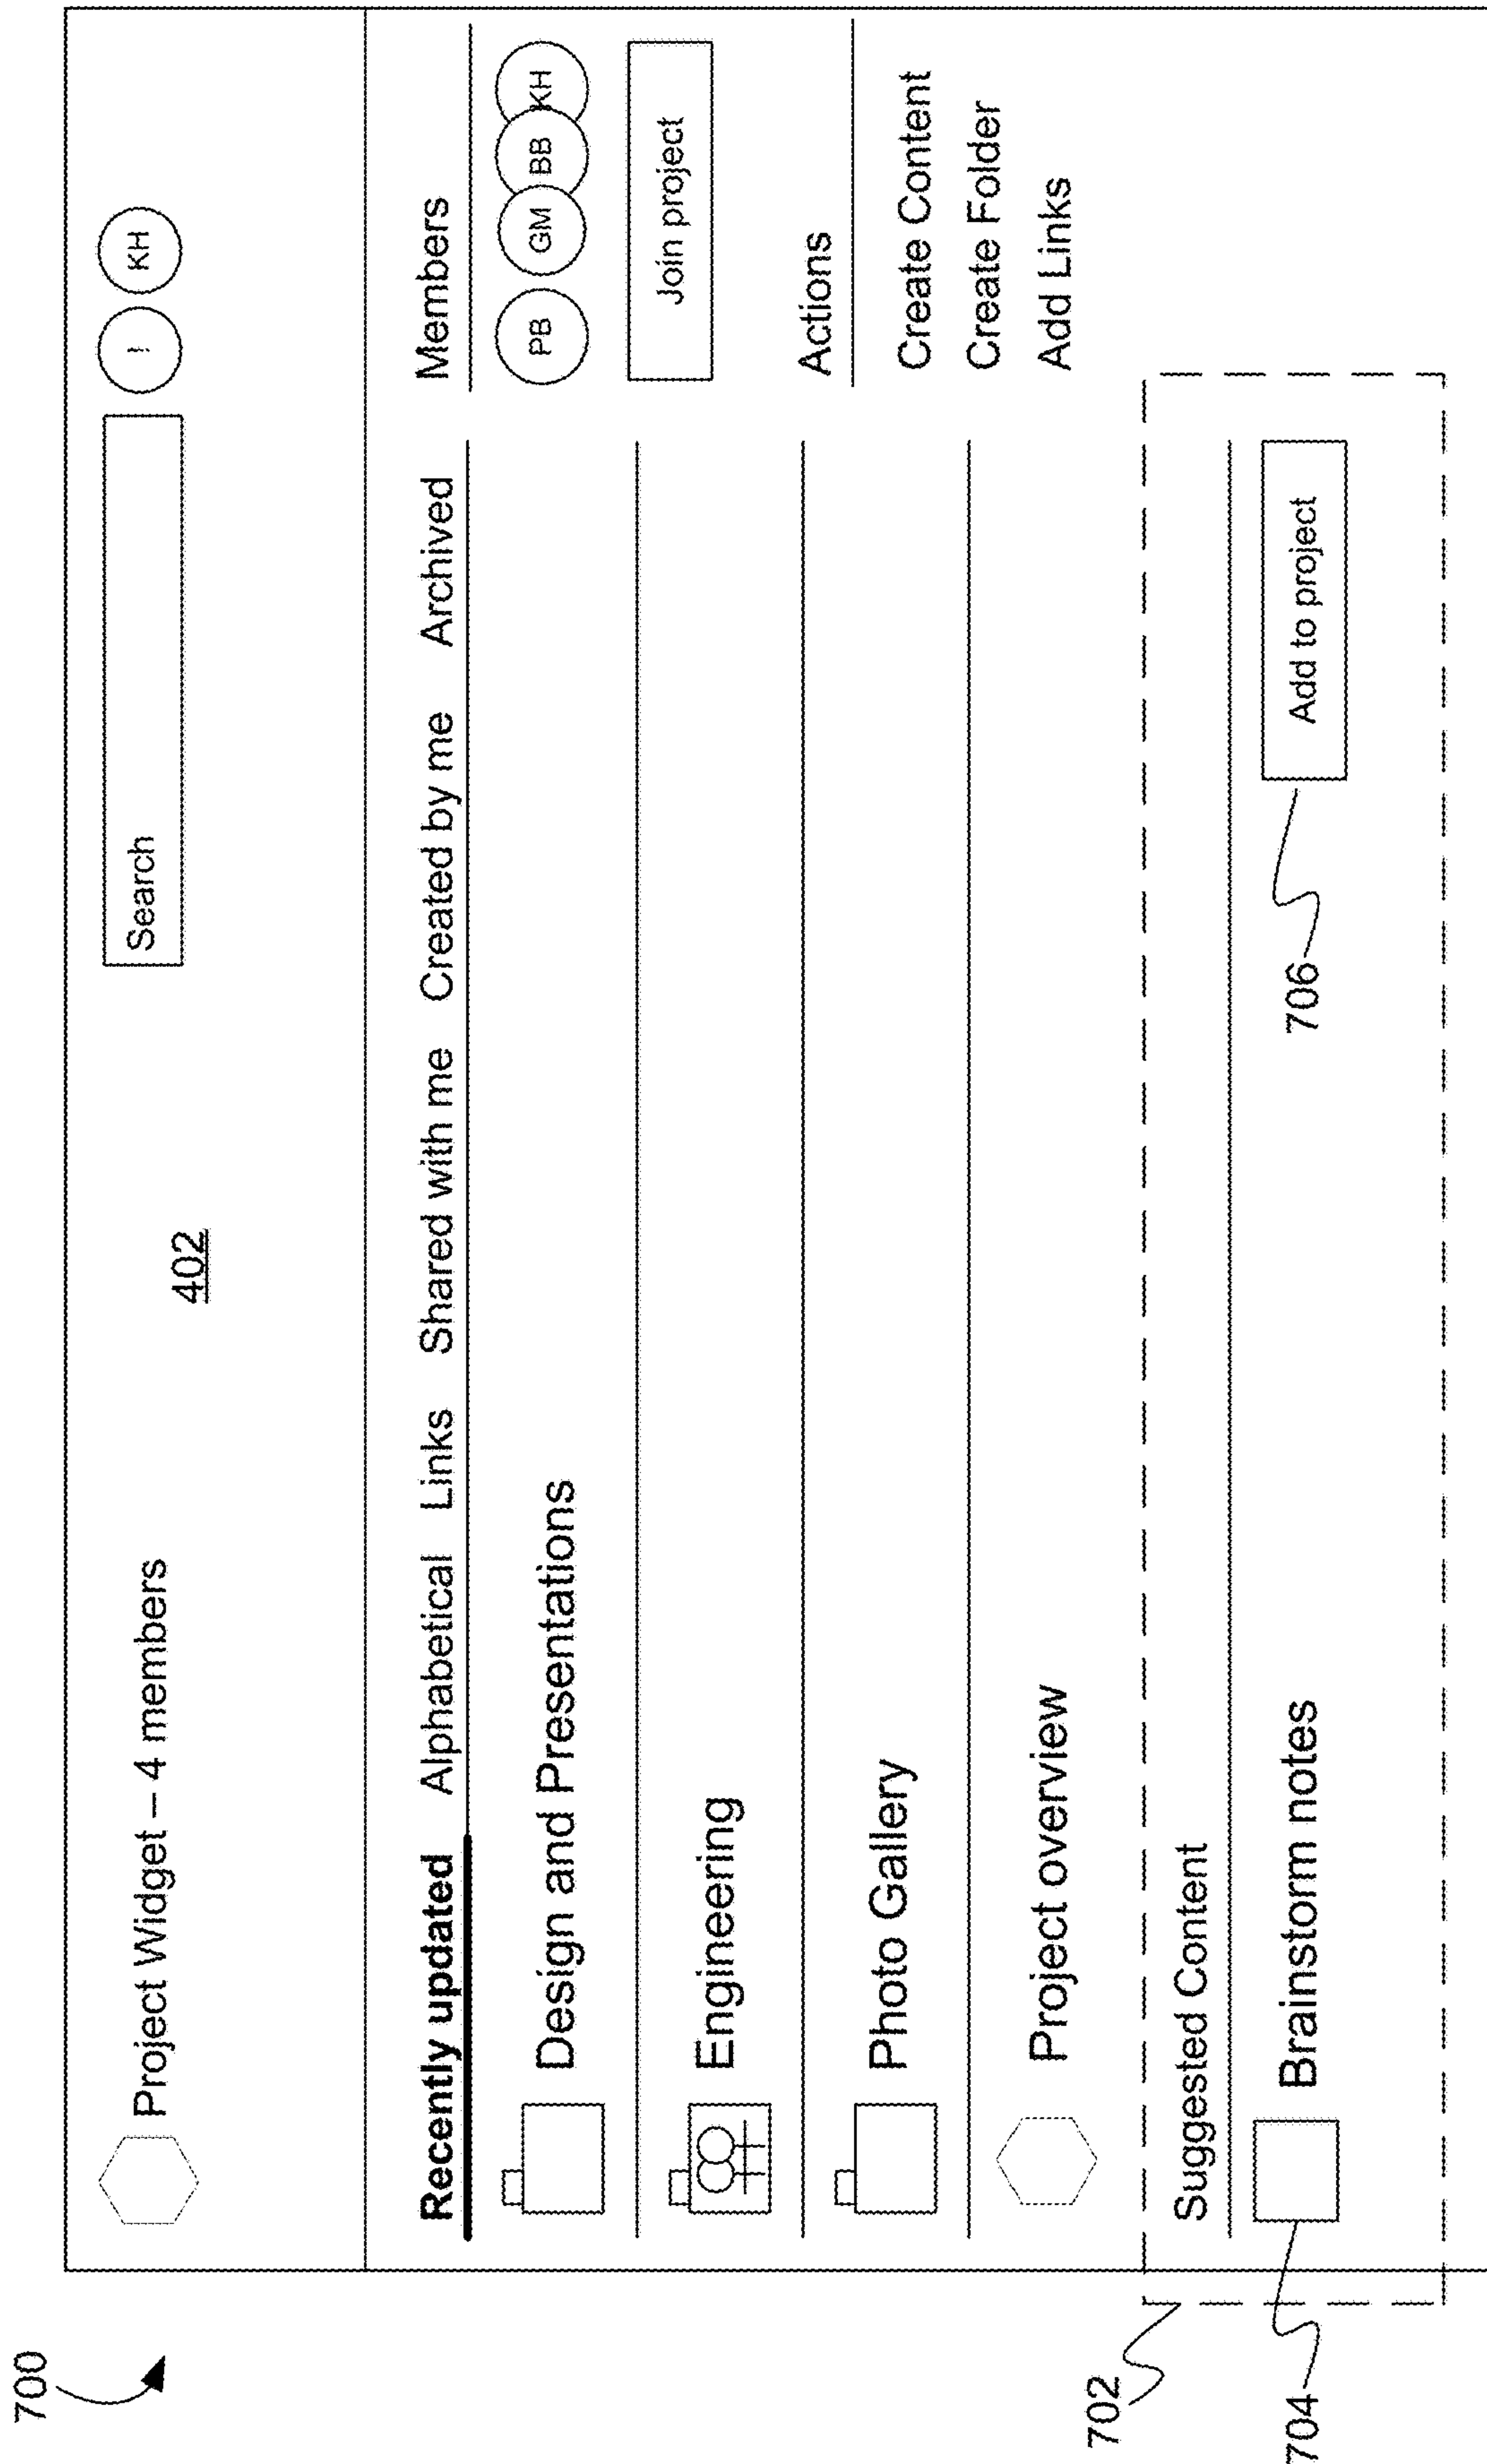 700
Project Widget – 4 members
402
Search
!
KH
Recently updated Alphabetical Links Shared with me Created by me Archived
Members
Design and Presentations
PB GM BB KH
Join project
Engineering
Actions
Photo Gallery
Create Content
Create Folder
Project overview
Add Links
702
Suggested Content
704
Brainstorm notes
706
Add to project